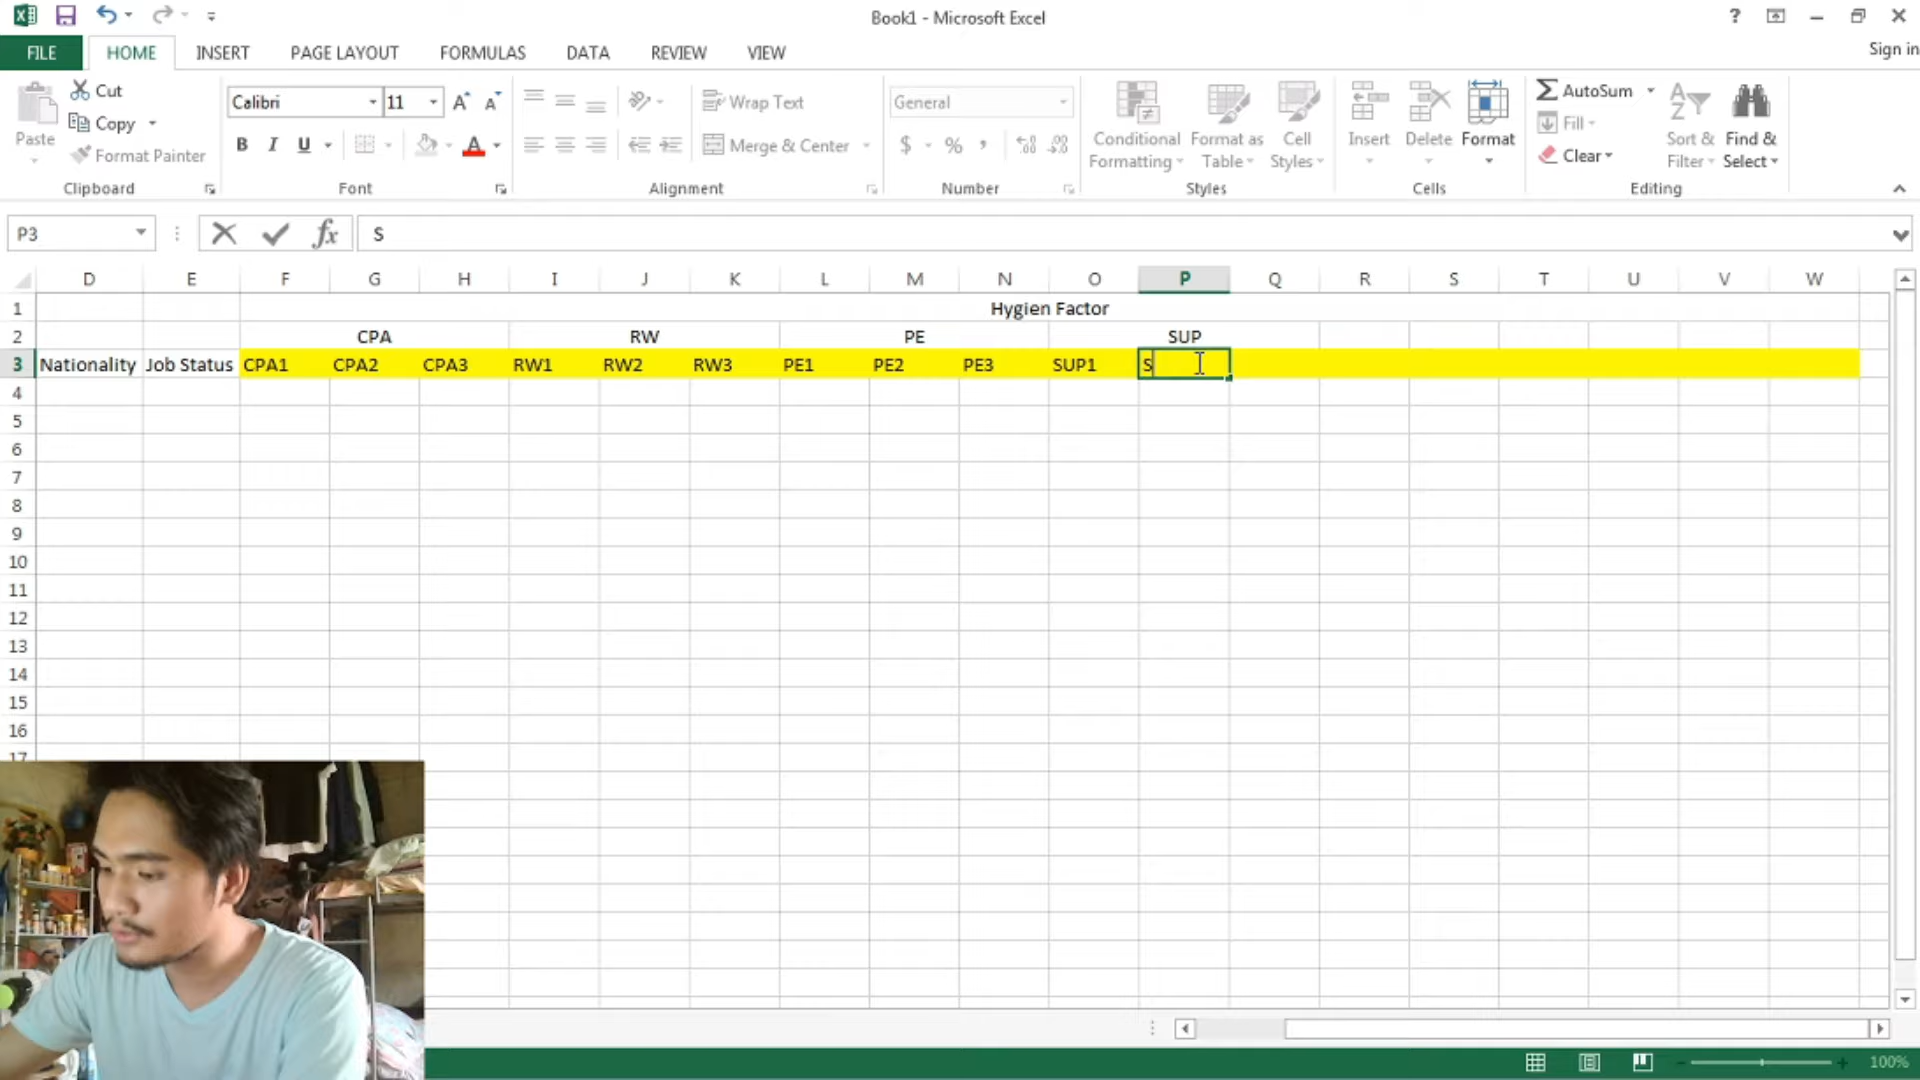 Book1 - Microsoft Excel
?
Sign in
FILE HOME INSERT PAGE LAYOUT FORMULAS DATA REVIEW VIEW
Paste
Cut
Copy
Format Painter
Clipboard
Calibri 11 A A
B I U A
Font
Wrap Text
Merge & Center
Alignment
General
$ % ,
Number
Conditional Formatting
Format as Table
Cell Styles
Styles
Insert
Delete
Format
Cells
AutoSum
Fill
Clear
Sort & Filter
Find & Select
Editing
P3 fx S
D E F G H I J K L M N O P Q R S T U V W
1 Hygien Factor
2 CPA RW PE SUP
3 Nationality Job Status CPA1 CPA2 CPA3 RW1 RW2 RW3 PE1 PE2 PE3 SUP1 S
4
5
6
7
8
9
10
11
12
13
14
15
16
17
100%